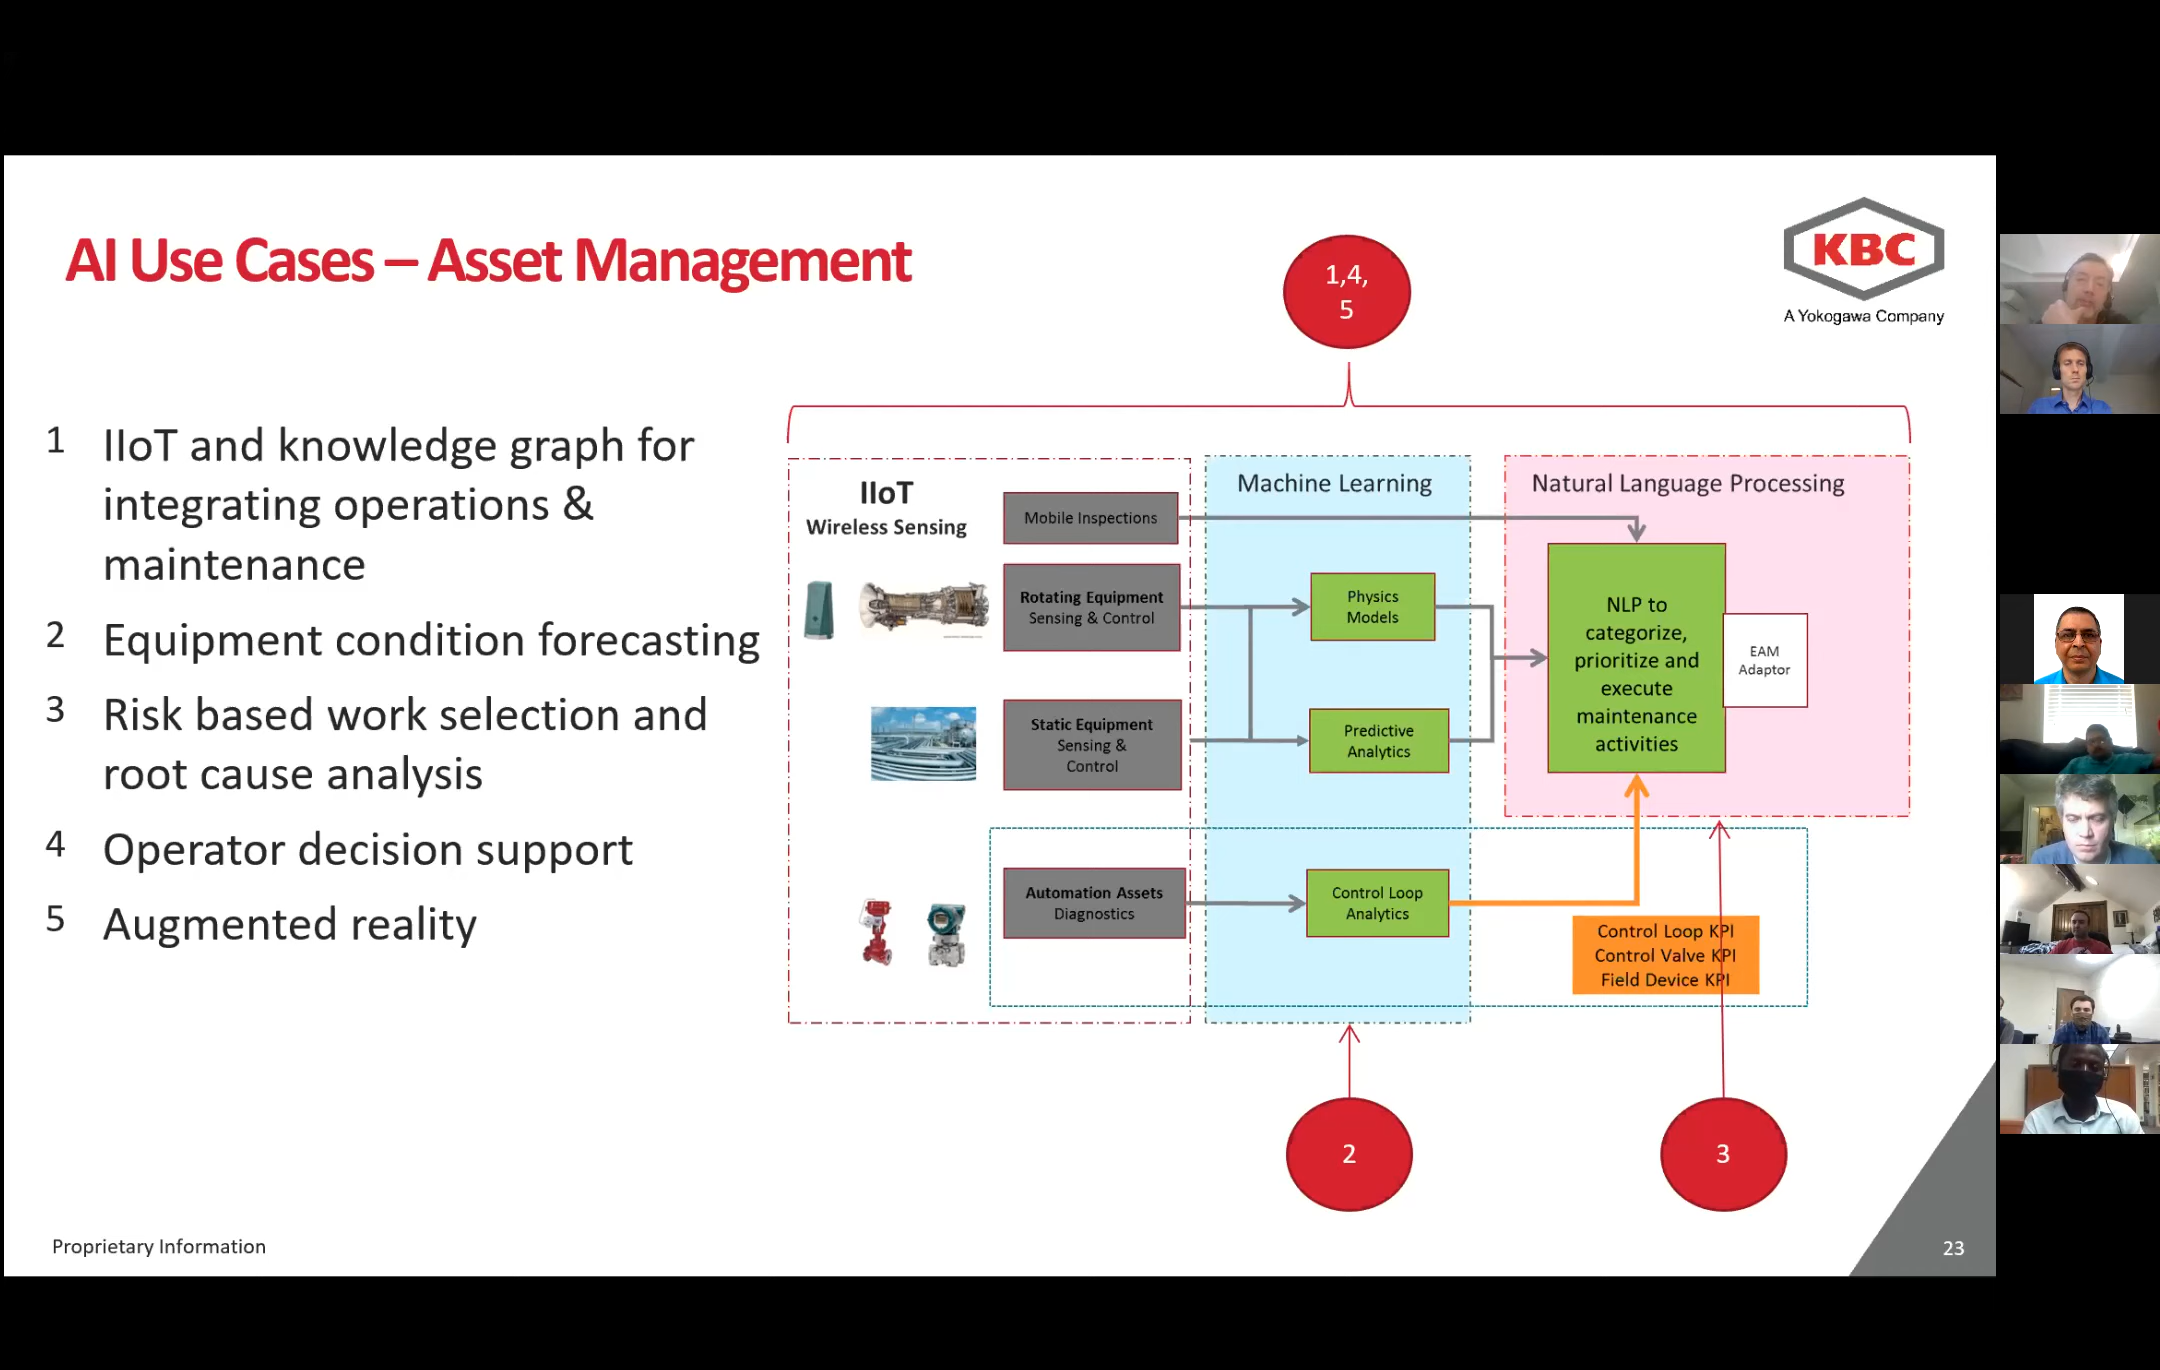 AI Use Cases – Asset Management
KBC
A Yokogawa Company
1,4,
5
1 IIoT and knowledge graph for
integrating operations &
maintenance
2 Equipment condition forecasting
3 Risk based work selection and
root cause analysis
4 Operator decision support
5 Augmented reality
IIoT
Wireless Sensing
Mobile Inspections
Rotating Equipment
Sensing & Control
Static Equipment
Sensing &
Control
Automation Assets
Diagnostics
Machine Learning
Physics
Models
Predictive
Analytics
Control Loop
Analytics
Natural Language Processing
NLP to
categorize,
prioritize and
execute
maintenance
activities
EAM
Adaptor
Control Loop KPI
Control Valve KPI
Field Device KPI
2
3
Proprietary Information
23